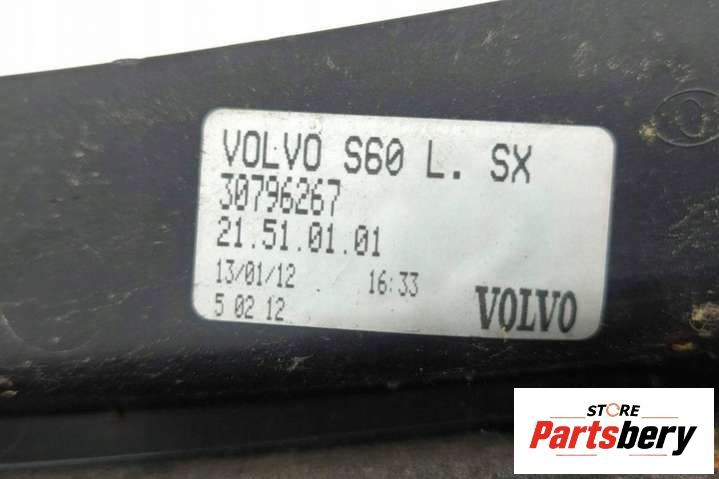 VOLVO S60 L. SX
30796267
21.51.01.01
13/01/12 16:33
5 02 12
VOLVO
STORE
Partsbery